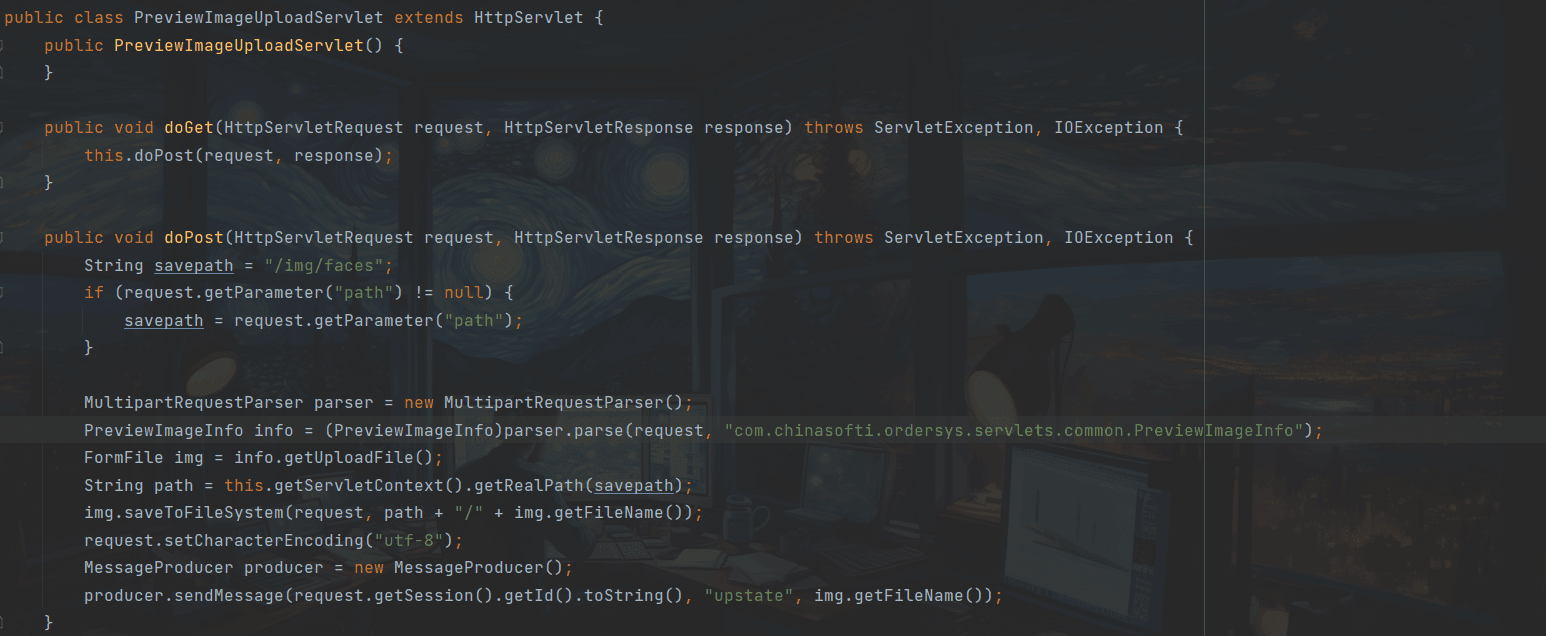 public class PreviewImageUploadServlet extends HttpServlet {
    public PreviewImageUploadServlet() {
    }
    public void doGet(HttpServletRequest request, HttpServletResponse response) throws ServletException, IOException {
        this.doPost(request, response);
    }
    public void doPost(HttpServletRequest request, HttpServletResponse response) throws ServletException, IOException {
        String savepath = "/img/faces";
        if (request.getParameter("path") != null) {
            savepath = request.getParameter("path");
        }
        MultipartRequestParser parser = new MultipartRequestParser();
        PreviewImageInfo info = (PreviewImageInfo)parser.parse(request, "com.chinasofti.ordersys.servlets.common.PreviewImageInfo");
        FormFile img = info.getUploadFile();
        String path = this.getServletContext().getRealPath(savepath);
        img.saveToFileSystem(request, path + "/" + img.getFileName());
        request.setCharacterEncoding("utf-8");
        MessageProducer producer = new MessageProducer();
        producer.sendMessage(request.getSession().getId().toString(), "upstate", img.getFileName());
    }